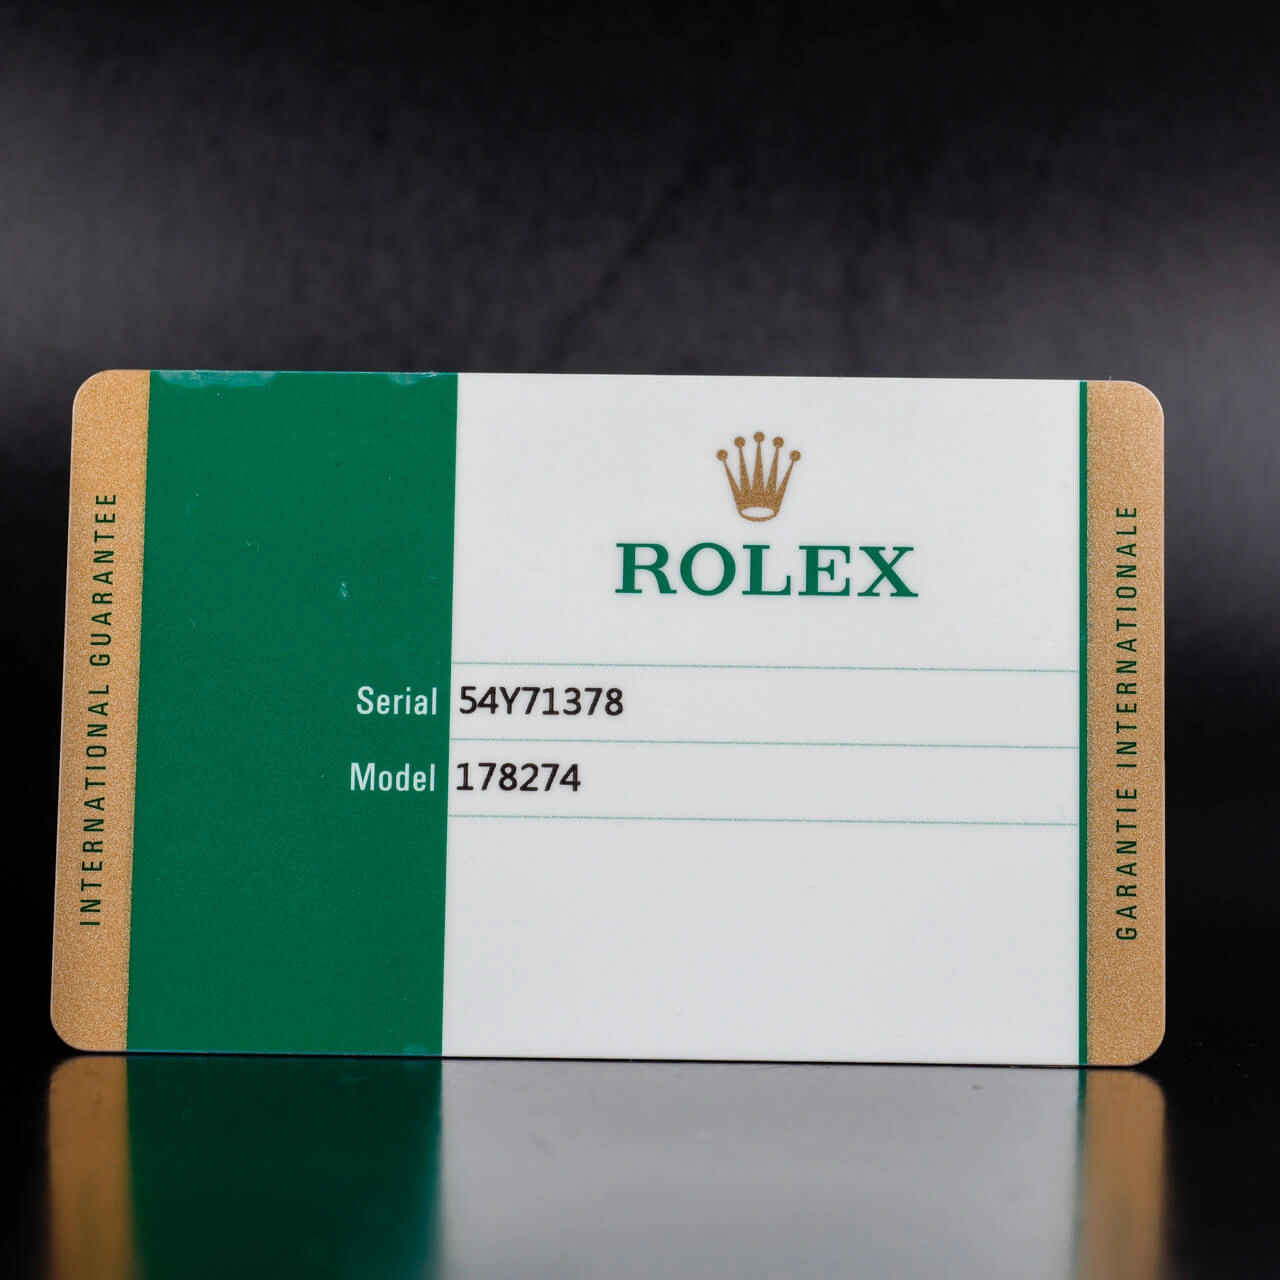 INTERNATIONAL GUARANTEE
ROLEX
Serial 54Y71378
Model 178274
GARANTIE INTERNATIONALE